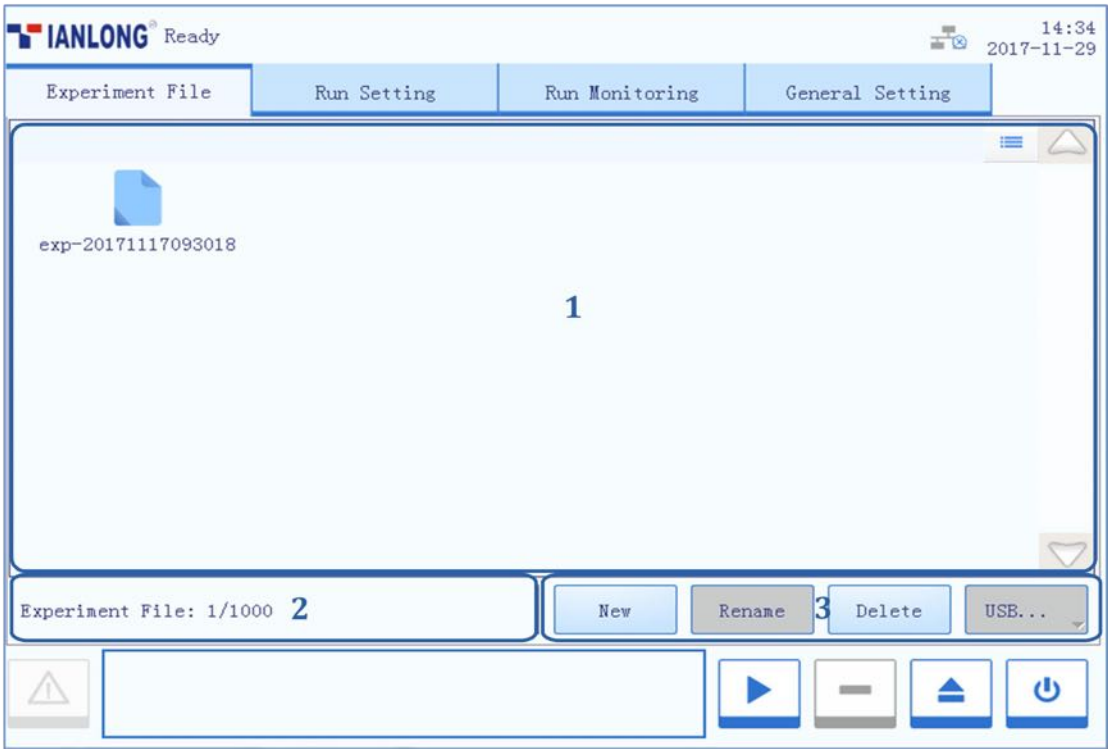 TIANLONG® Ready
14:34
2017-11-29
Experiment File Run Setting Run Monitoring General Setting
exp-20171117093018
1
Experiment File: 1/1000 2 New Rename 3 Delete USB...